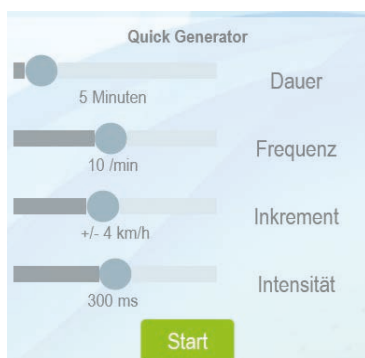 Quick Generator
Dauer
5 Minuten
Frequenz
10 /min
Inkrement
+/- 4 km/h
Intensität
300 ms
Start